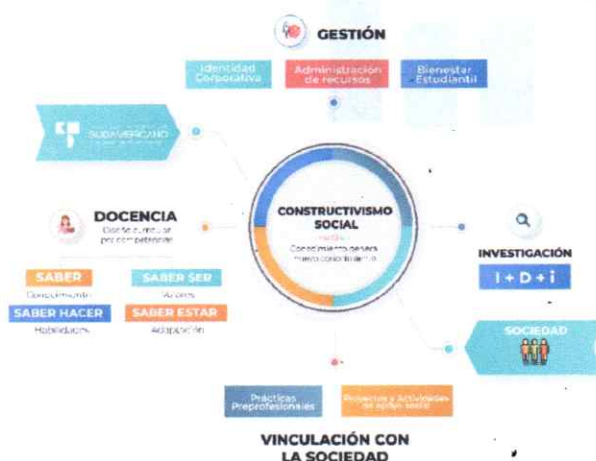 GESTIÓN
Identidad
Corporativa
Administración
de recursos
Bienestar
Estudiantil
SUDAMERICANO
DOCENCIA
Diseño curricular
por competencias
SABER
Conocimiento
SABER SER
Valores
SABER HACER
Habilidades
SABER ESTAR
Adaptación
CONSTRUCTIVISMO
SOCIAL
Conocimiento genera
nuevo conocimiento
INVESTIGACIÓN
I + D + i
SOCIEDAD
Prácticas
Preprofesionales
Proyectos y Actividades
de apoyo social
VINCULACIÓN CON
LA SOCIEDAD